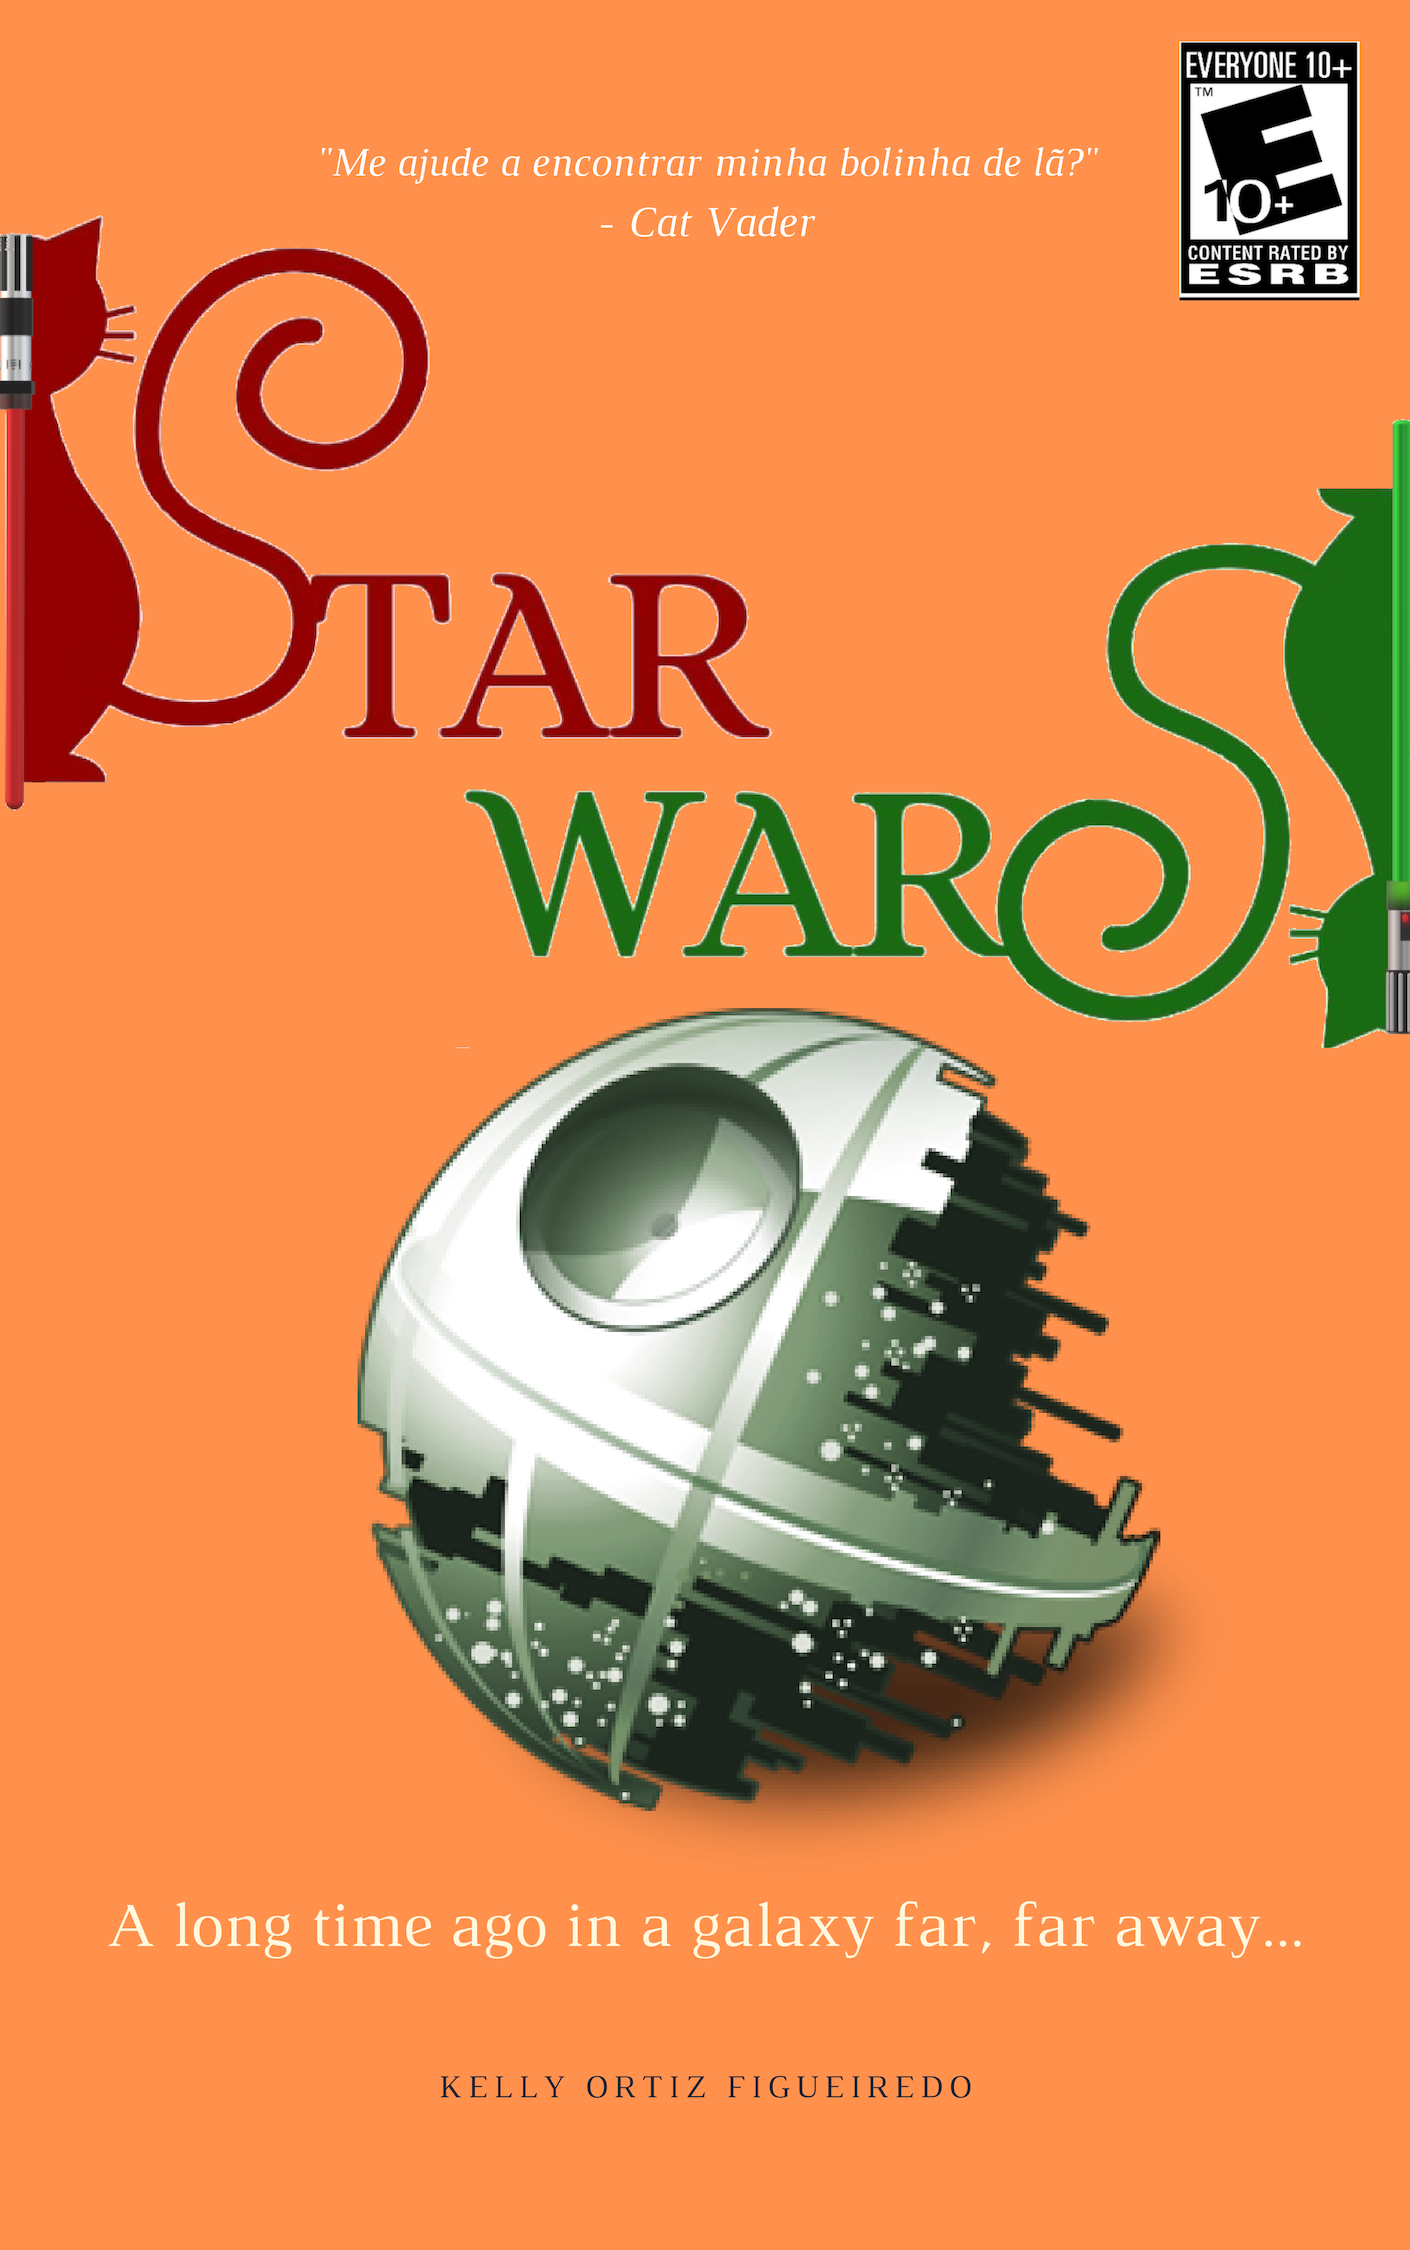 EVERYONE 10+
TM
E
10+
CONTENT RATED BY
ESRB
"Me ajude a encontrar minha bolinha de lã?"
- Cat Vader
STAR
WARS
A long time ago in a galaxy far, far away...
KELLY ORTIZ FIGUEIREDO